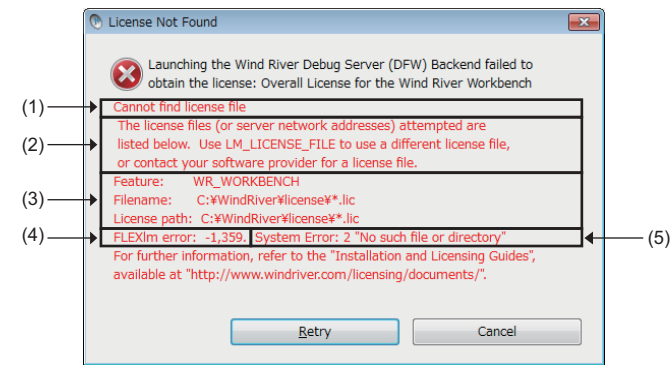 License Not Found
Launching the Wind River Debug Server (DFW) Backend failed to
obtain the license: Overall License for the Wind River Workbench
(1)
Cannot find license file
(2)
The license files (or server network addresses) attempted are
listed below.  Use LM_LICENSE_FILE to use a different license file,
or contact your software provider for a license file.
(3)
Feature: WR_WORKBENCH
Filename: C:¥WindRiver¥license¥*.lic
License path: C:¥WindRiver¥license¥*.lic
(4)
FLEXlm error: -1,359. System Error: 2 "No such file or directory"
(5)
For further information, refer to the "Installation and Licensing Guides",
available at "http://www.windriver.com/licensing/documents/".
Retry
Cancel